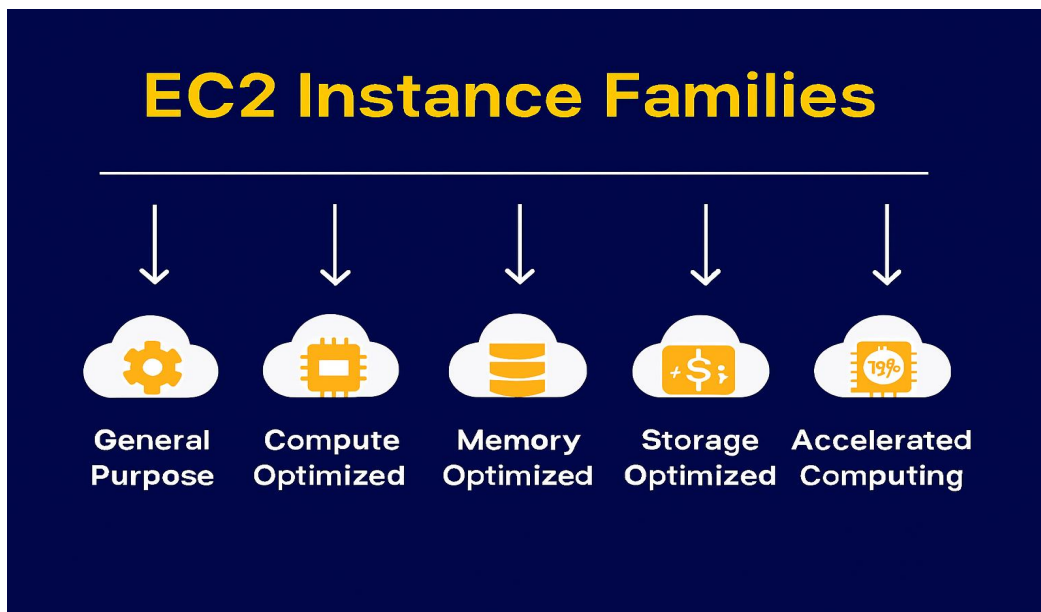 EC2 Instance Families
General
Purpose
Compute
Optimized
Memory
Optimized
Storage
Optimized
Accelerated
Computing